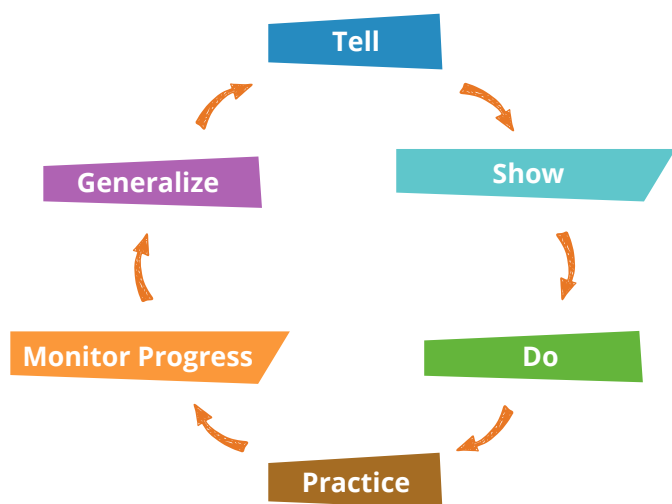 Tell
Show
Do
Practice
Monitor Progress
Generalize